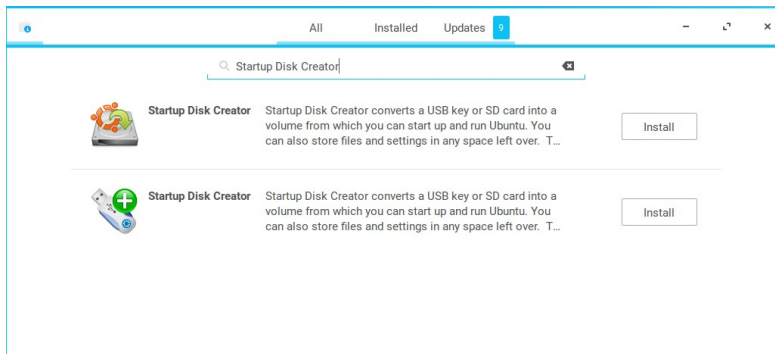 All Installed Updates 9
Startup Disk Creator
Startup Disk Creator
Startup Disk Creator converts a USB key or SD card into a
volume from which you can start up and run Ubuntu. You
can also store files and settings in any space left over. T...
Install
Startup Disk Creator
Startup Disk Creator converts a USB key or SD card into a
volume from which you can start up and run Ubuntu. You
can also store files and settings in any space left over. T...
Install